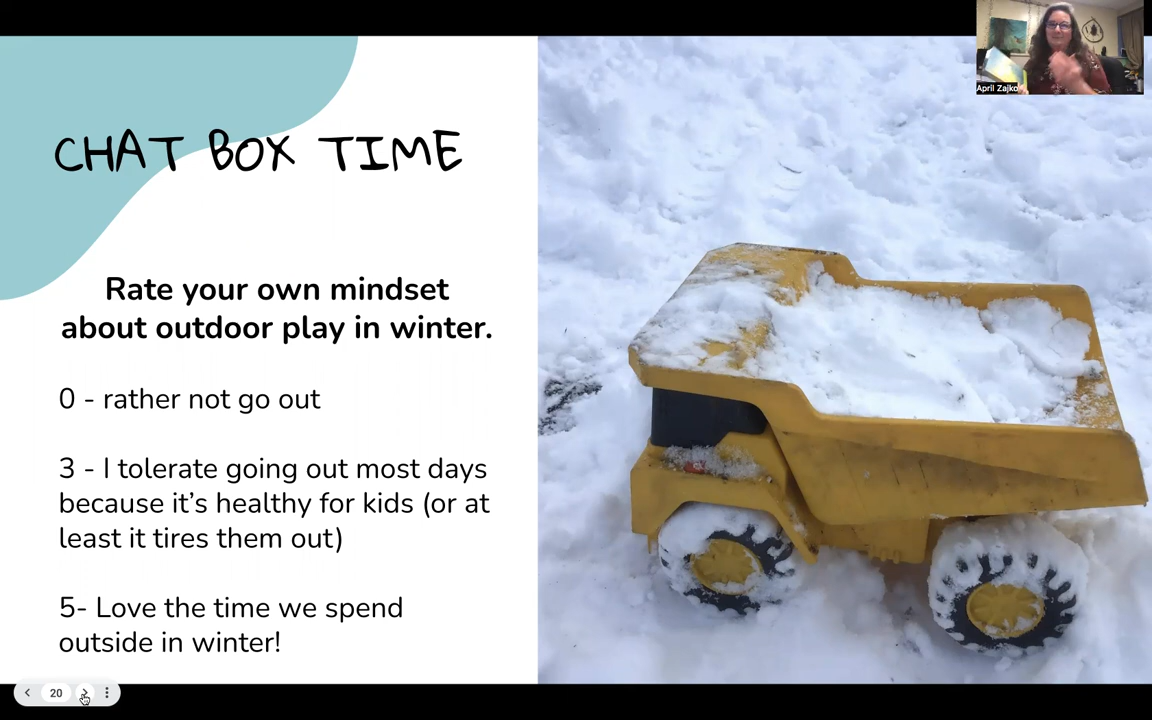 CHAT BOX TIME
Rate your own mindset
about outdoor play in winter.
0 - rather not go out
3 - I tolerate going out most days
because it's healthy for kids (or at
least it tires them out)
5- Love the time we spend
outside in winter!
April Zajko
20